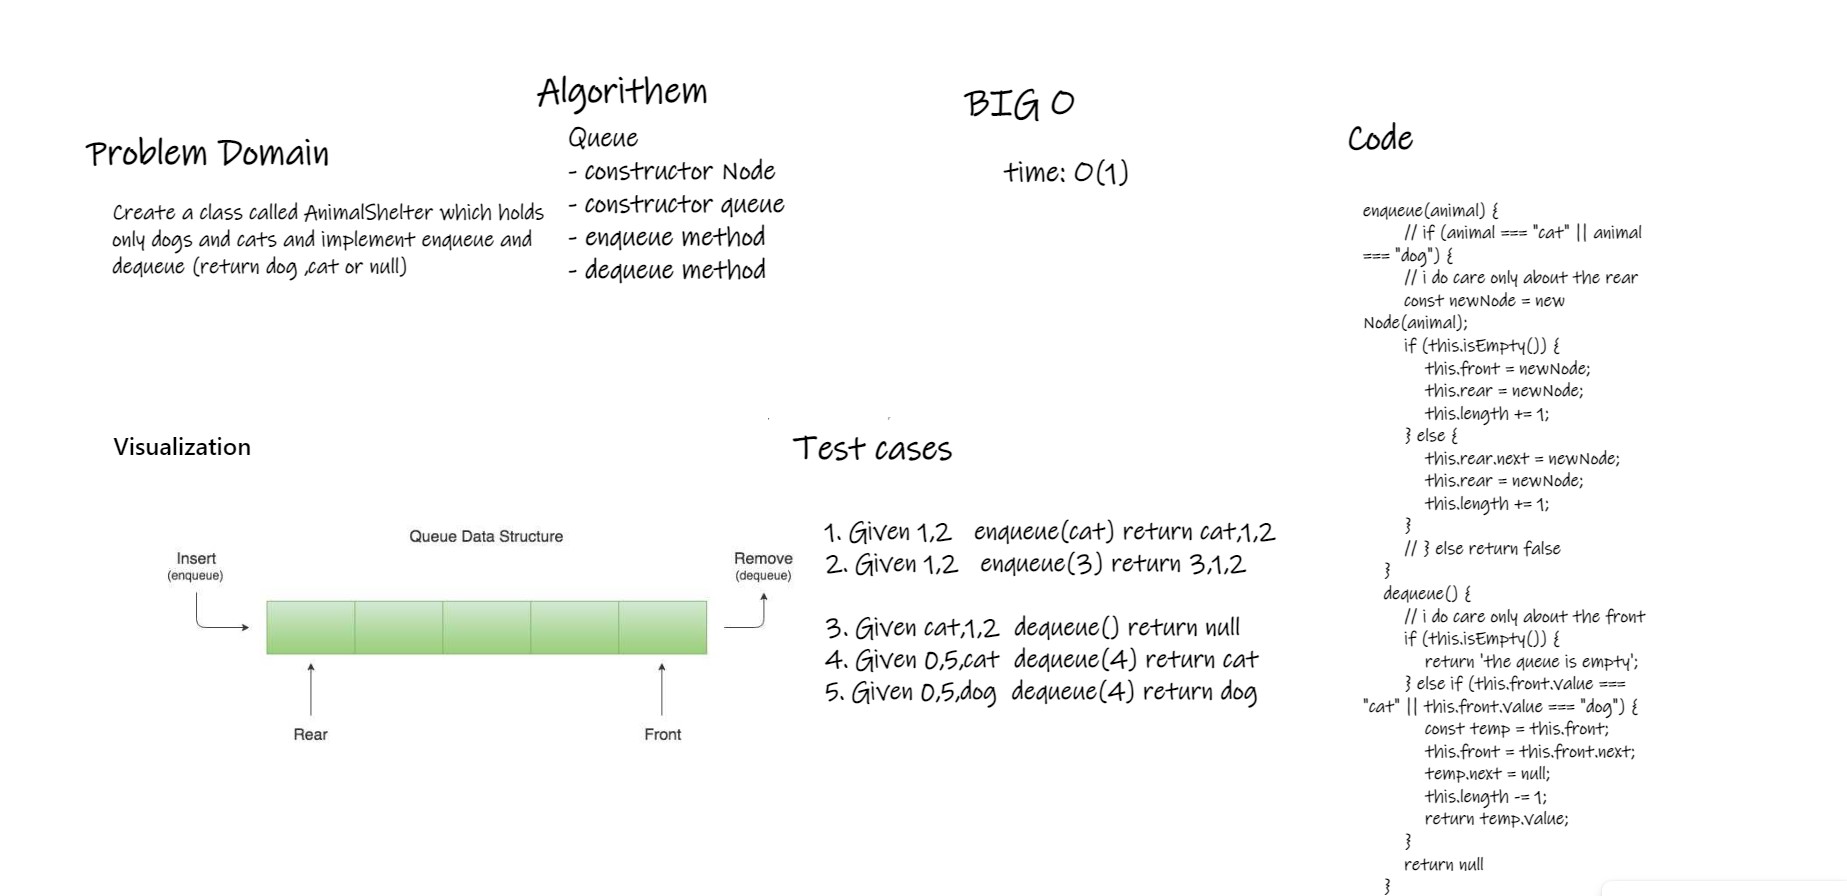 Problem Domain
Create a class called AnimalShelter which holds
only dogs and cats and implement enqueue and
dequeue (return dog ,cat or null)
Algorithem
Queue
- constructor Node
- constructor queue
- enqueue method
- dequeue method
BIG O
time: O(1)
Visualization
Queue Data Structure
Insert
(enqueue)
Remove
(dequeue)
Rear
Front
Test cases
1. Given 1,2 enqueue(cat) return cat,1,2
2. Given 1,2 enqueue(3) return 3,1,2
3. Given cat,1,2 dequeue() return null
4. Given 0,5,cat dequeue(4) return cat
5. Given 0,5,dog dequeue(4) return dog
Code
enqueue(animal) {
// if (animal === "cat" || animal
=== "dog") {
// i do care only about the rear
const newNode = new
Node(animal);
if (this.isEmpty()) {
this.front = newNode;
this.rear = newNode;
this.length += 1;
} else {
this.rear.next = newNode;
this.rear = newNode;
this.length += 1;
}
// } else return false
}
dequeue() {
// i do care only about the front
if (this.isEmpty()) {
return 'the queue is empty';
} else if (this.front.value ===
"cat" || this.front.value === "dog") {
const temp = this.front;
this.front = this.front.next;
temp.next = null;
this.length -= 1;
return temp.value;
}
return null
}